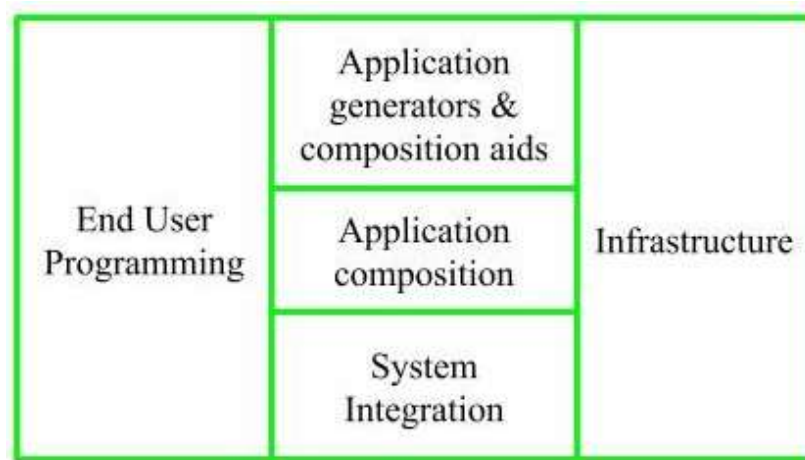 End User
Programming
Application
generators &
composition aids
Application
composition
System
Integration
Infrastructure